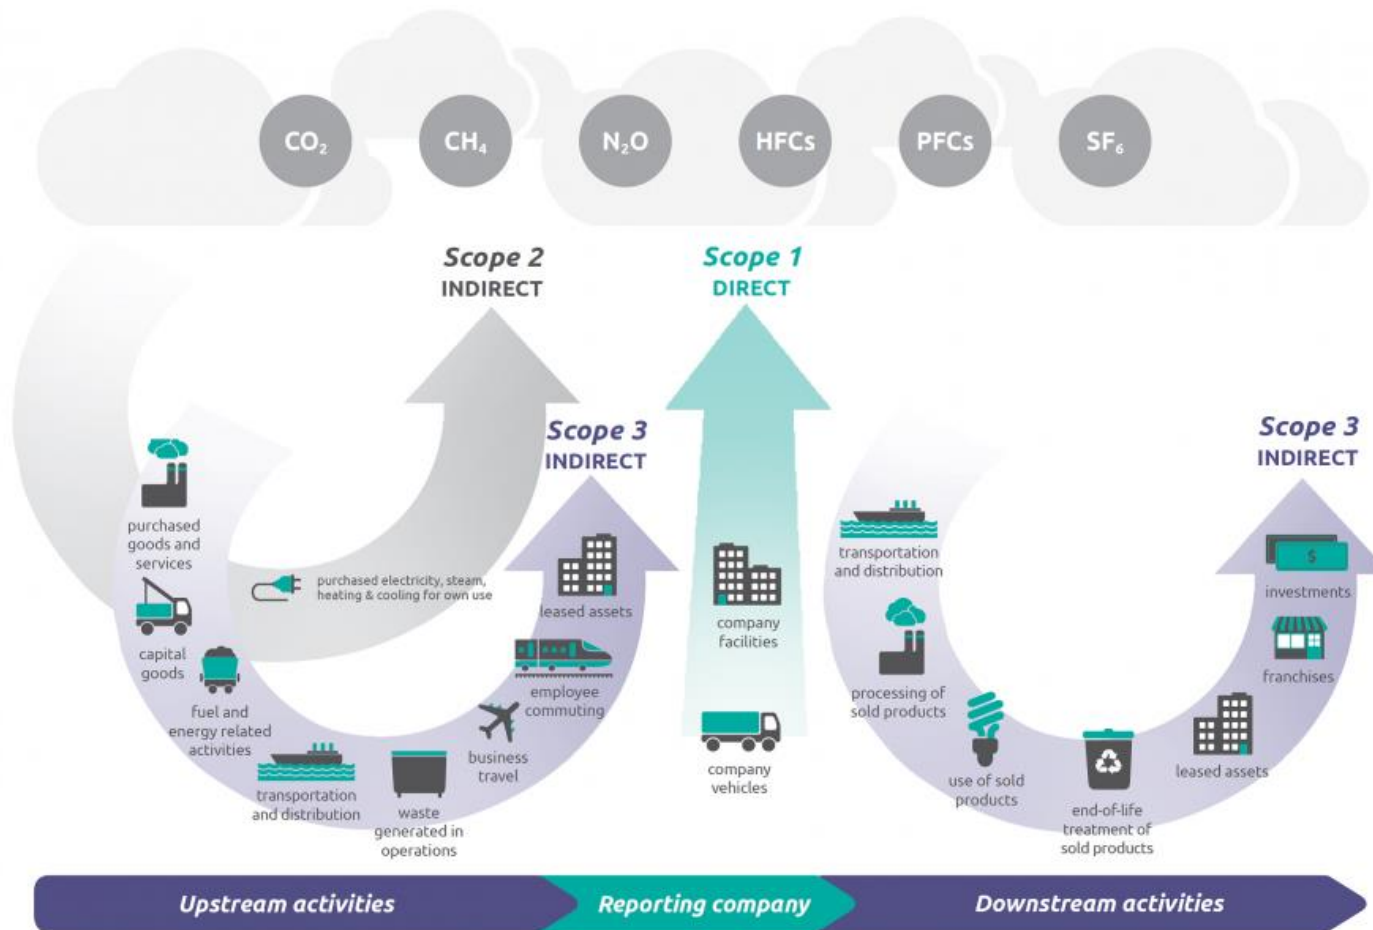 CO₂
CH₄
N₂O
HFCs
PFCs
SF₆
Scope 2
INDIRECT
Scope 1
DIRECT
Scope 3
INDIRECT
Scope 3
INDIRECT
purchased
goods and
services
capital
goods
fuel and
energy related
activities
purchased electricity, steam,
heating & cooling for own use
transportation
and distribution
waste
generated in
operations
business
travel
employee
commuting
leased assets
company
facilities
company
vehicles
transportation
and distribution
processing of
sold products
use of sold
products
end-of-life
treatment of
sold products
leased assets
franchises
$
investments
Upstream activities
Reporting company
Downstream activities